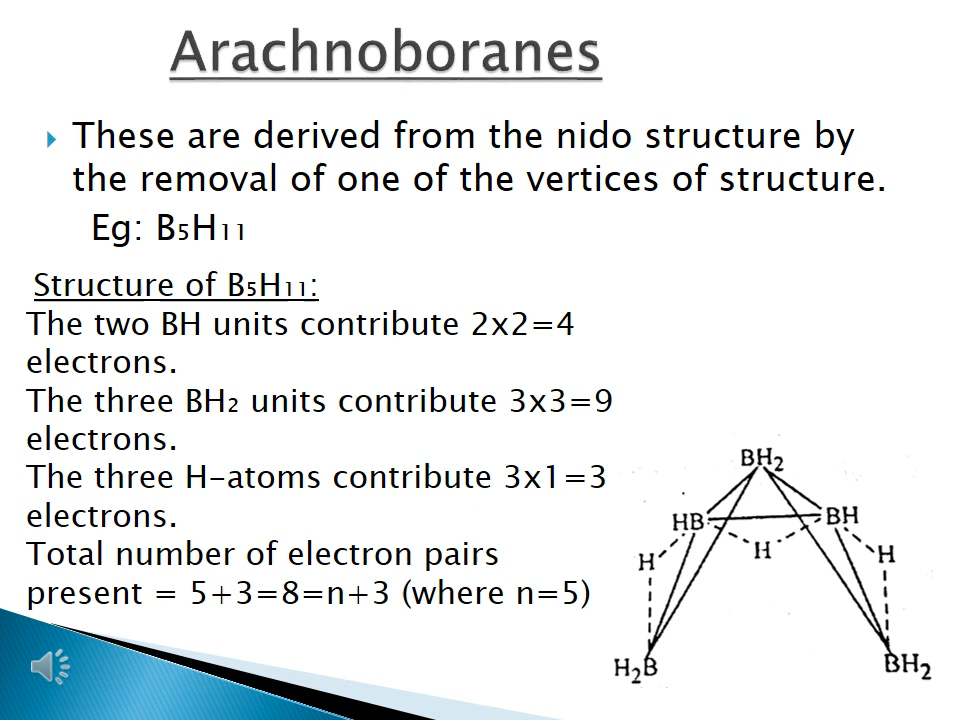 Arachnoboranes
These are derived from the nido structure by
the removal of one of the vertices of structure.
Eg: B₅H₁₁
Structure of B₅H₁₁:
The two BH units contribute 2x2=4
electrons.
The three BH₂ units contribute 3x3=9
electrons.
The three H-atoms contribute 3x1=3
electrons.
Total number of electron pairs
present = 5+3=8=n+3 (where n=5)
BH₂
HB
BH
H
H
H
H₂B
BH₂